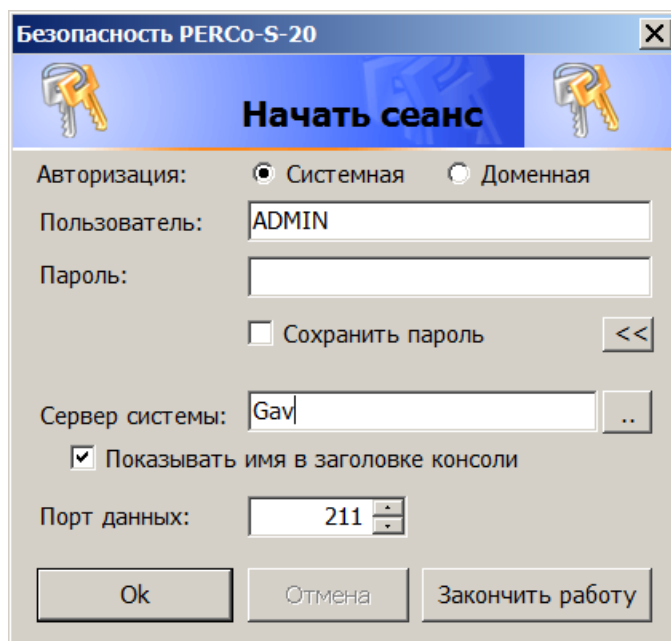 Безопасность PERCo-S-20
Начать сеанс
Авторизация: Системная Доменная
Пользователь: ADMIN
Пароль:
Сохранить пароль <<
Сервер системы: Gav ..
Показывать имя в заголовке консоли
Порт данных: 211
Ok Отмена Закончить работу